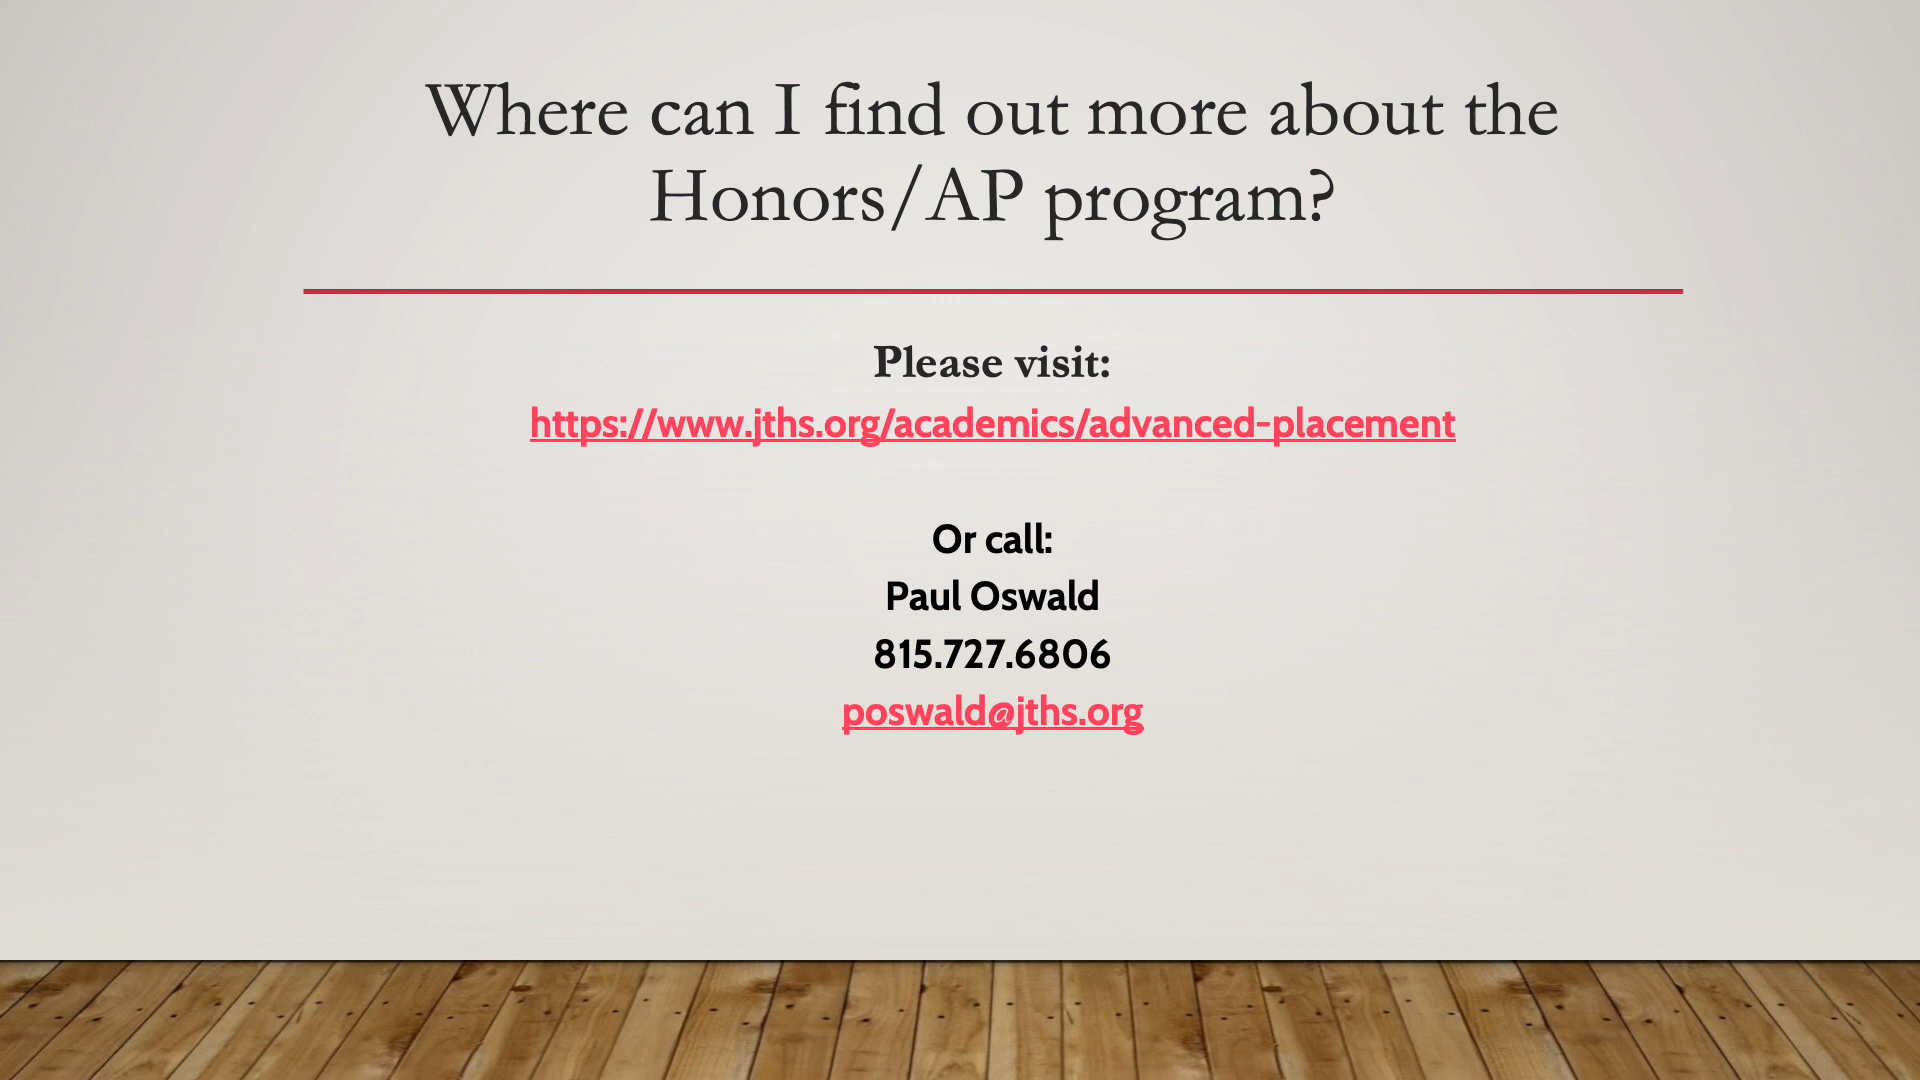 Where can I find out more about the
Honors/AP program?
Please visit:
https://www.jths.org/academics/advanced-placement
Or call:
Paul Oswald
815.727.6806
poswald@jths.org